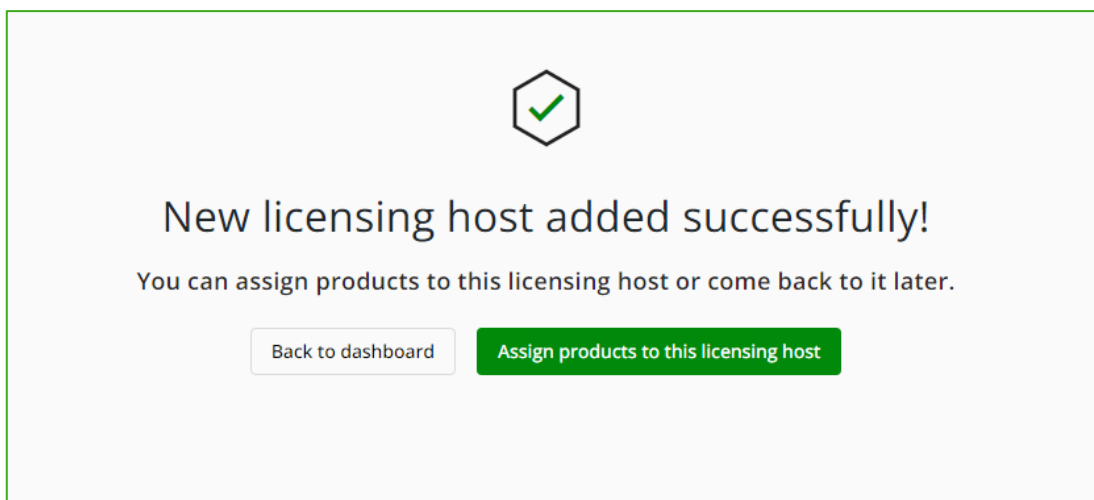 New licensing host added successfully!
You can assign products to this licensing host or come back to it later.
Back to dashboard
Assign products to this licensing host